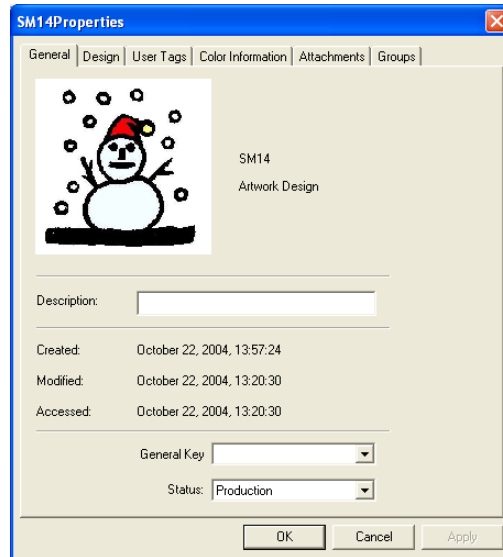 SM14Properties
General Design User Tags Color Information Attachments Groups
SM14
Artwork Design
Description:
Created: October 22, 2004, 13:57:24
Modified: October 22, 2004, 13:20:30
Accessed: October 22, 2004, 13:20:30
General Key
Status: Production
OK Cancel Apply